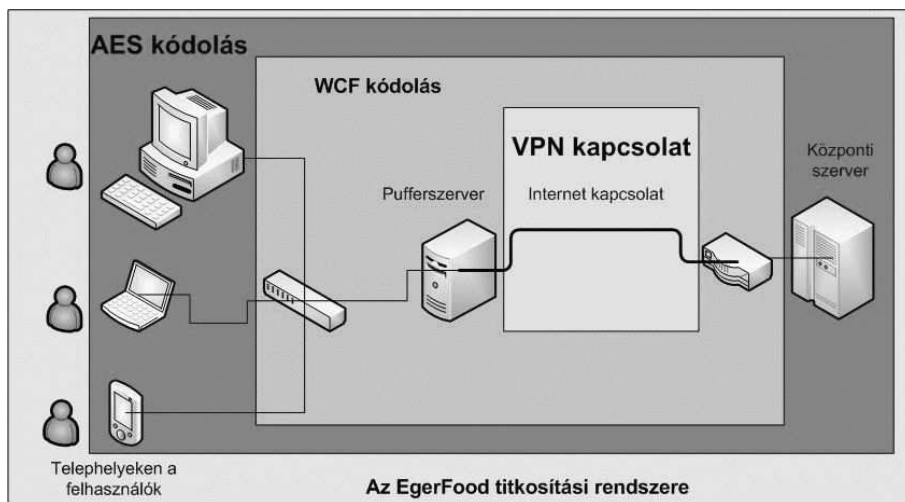 AES kódolás
WCF kódolás
VPN kapcsolat
Központi
szerver
Pufferszerver
Internet kapcsolat
Telephelyeken a
felhasználók
Az EgerFood titkosítási rendszere